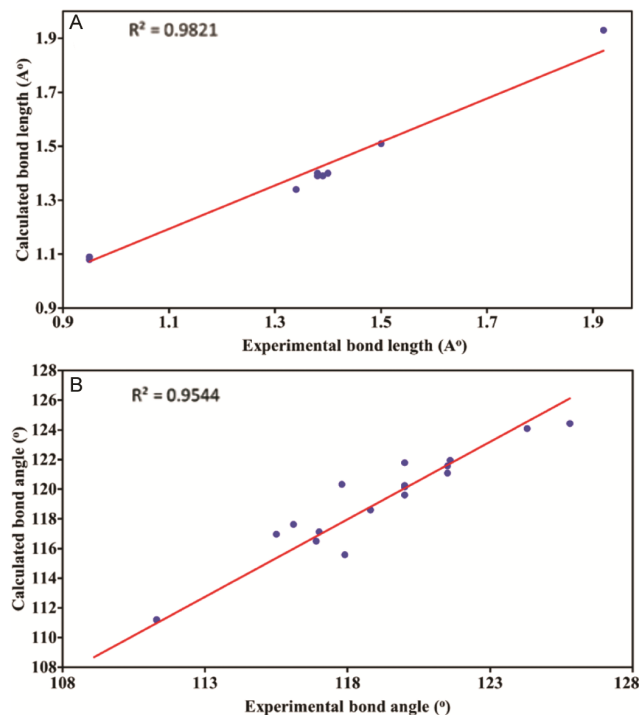 A
R² = 0.9821
Calculated bond length (Aᵒ)
1.9
1.7
1.5
1.3
1.1
0.9
0.9 1.1 1.3 1.5 1.7 1.9
Experimental bond length (Aᵒ)
B
R² = 0.9544
Calculated bond angle (ᵒ)
128
126
124
122
120
118
116
114
112
110
108
108 113 118 123 128
Experimental bond angle (ᵒ)